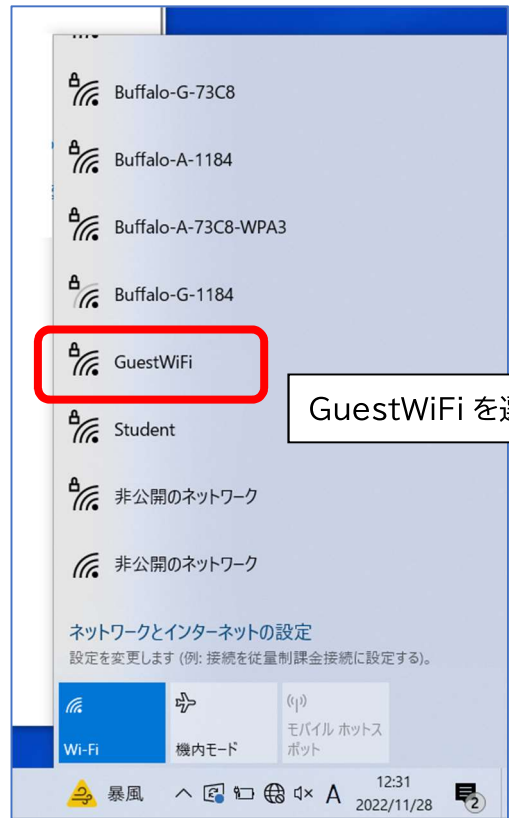 Buffalo-G-73C8
Buffalo-A-1184
Buffalo-A-73C8-WPA3
Buffalo-G-1184
GuestWiFi
GuestWiFi を
Student
非公開のネットワーク
非公開のネットワーク
ネットワークとインターネットの設定
設定を変更します (例: 接続を従量制課金接続に設定する)。
Wi-Fi
機内モード
モバイル ホットス
ポット
暴風
A
12:31
2022/11/28
2